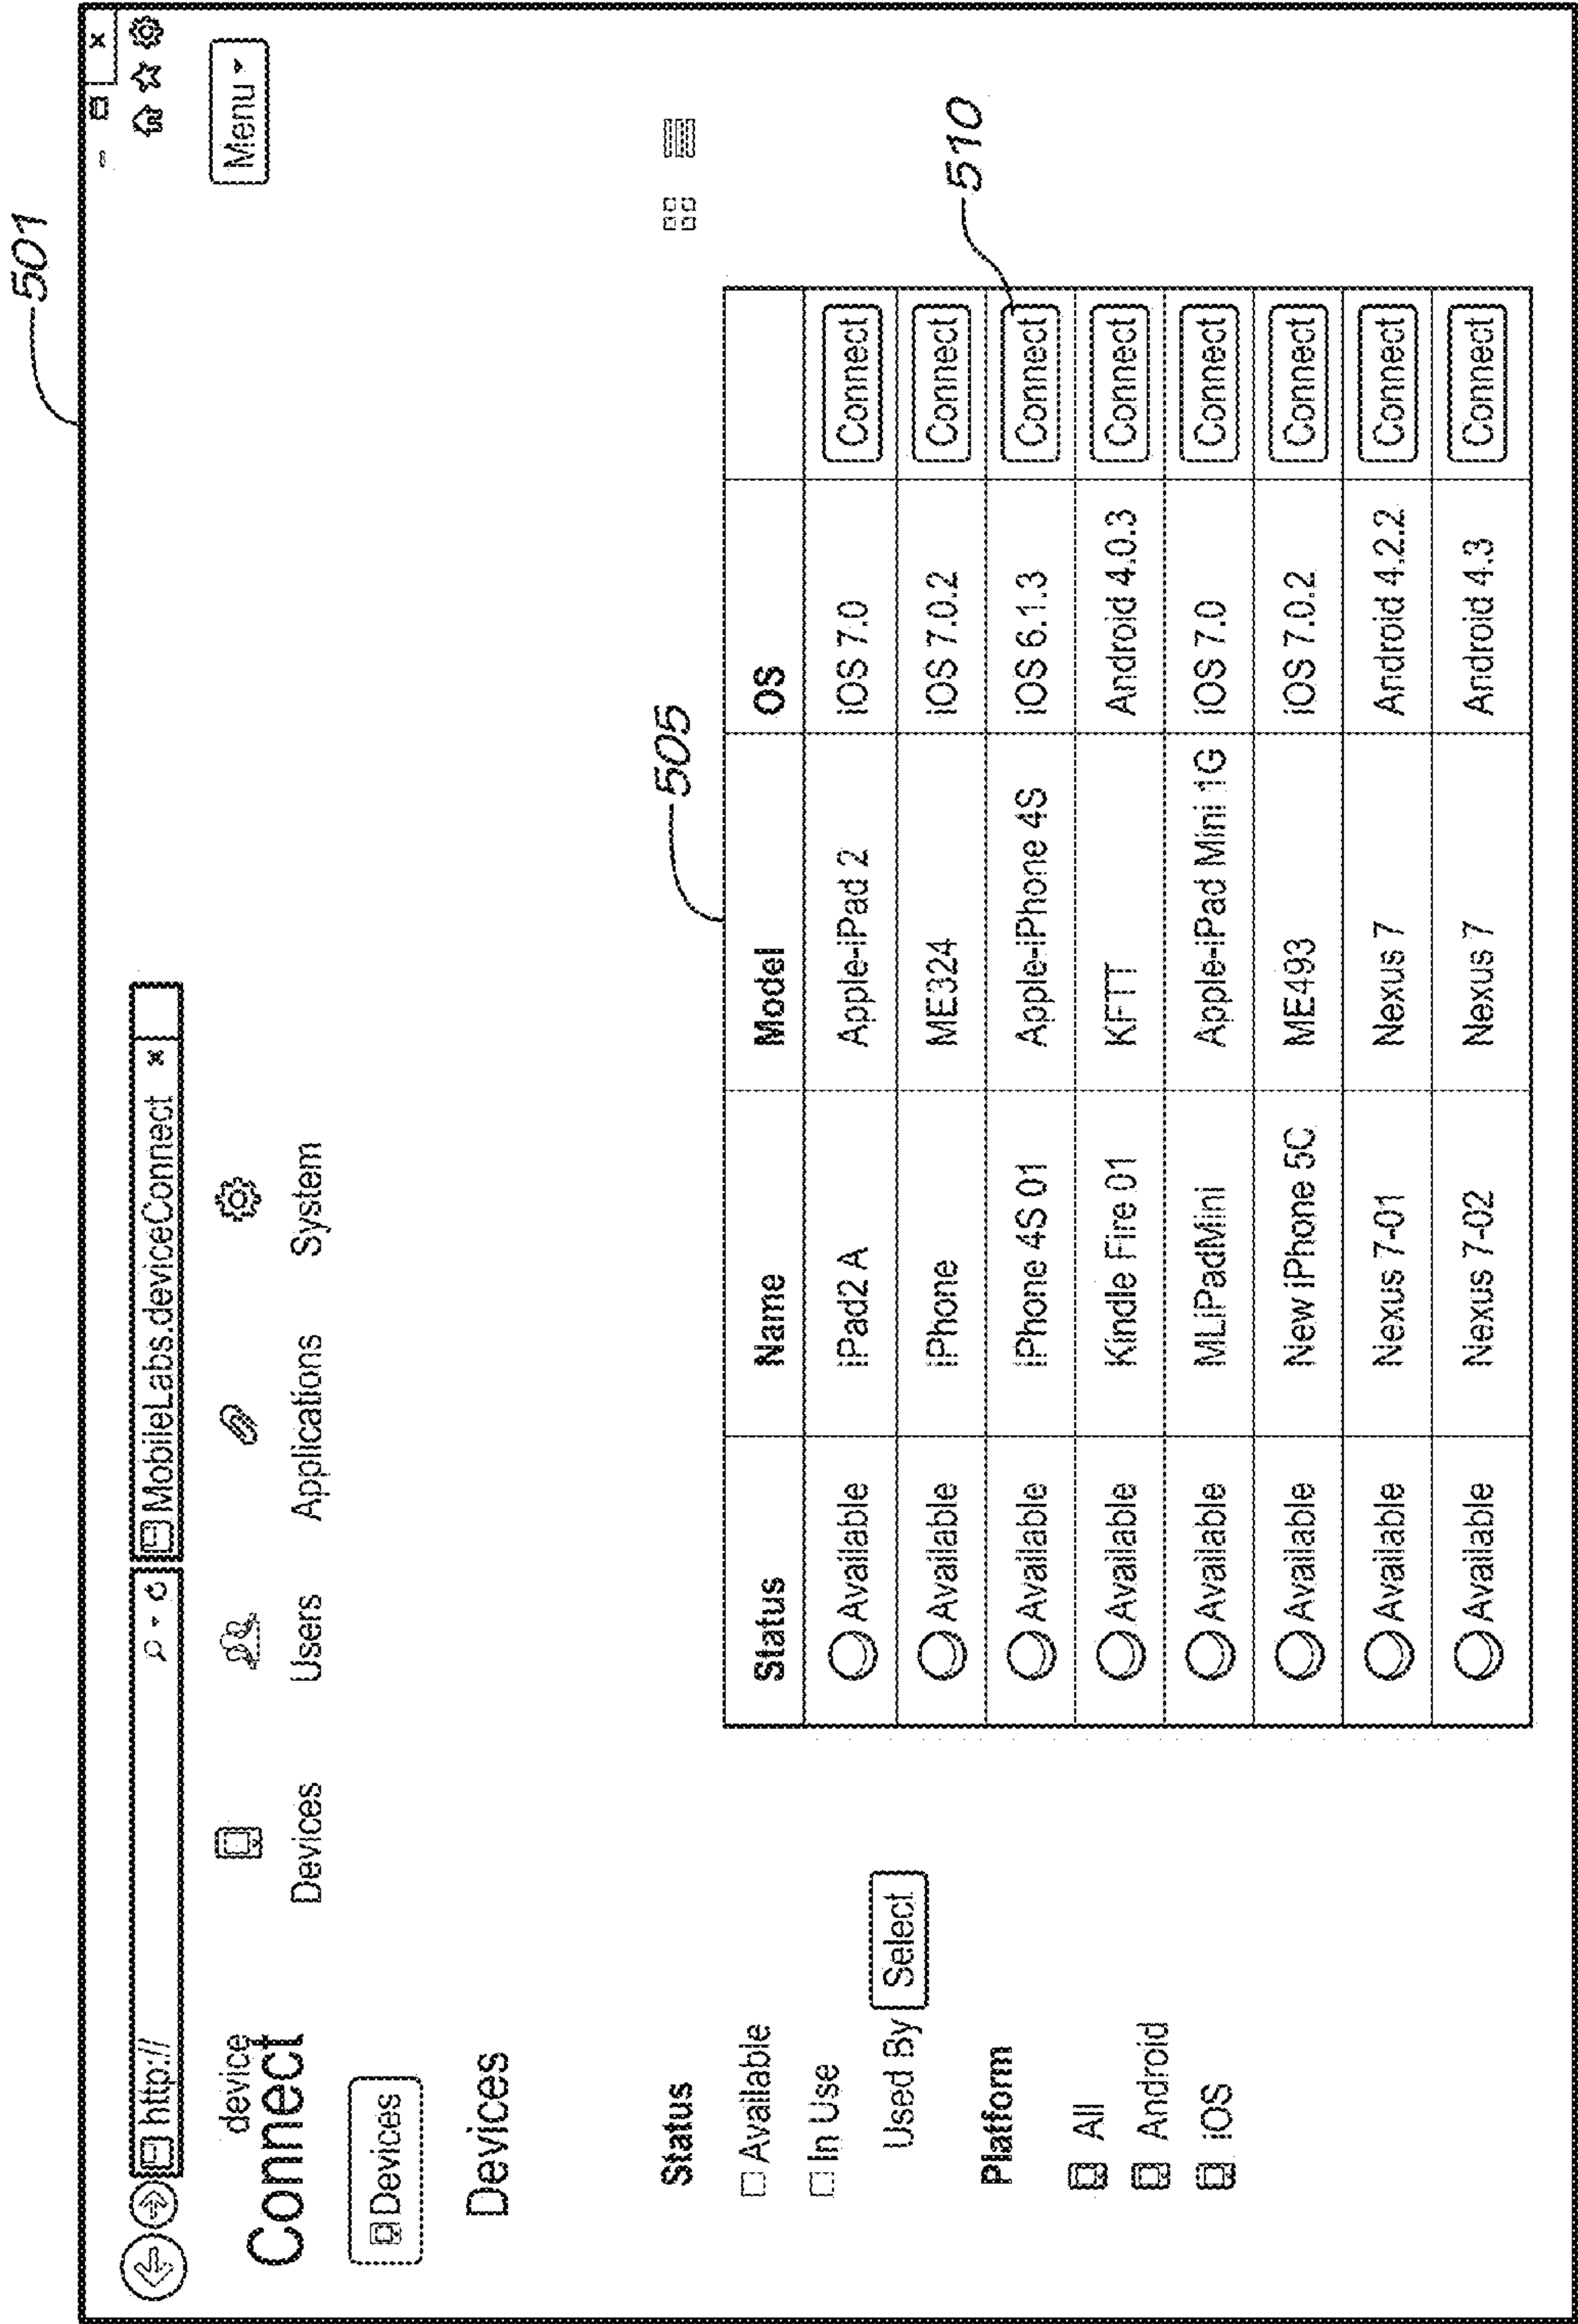 501
http://
MobileLabs.deviceConnect
device
Connect
Devices
Users
Applications
System
Menu
Devices
Devices
505
Status
Available
In Use
Used By Select
Platform
All
Android
iOS
Status Name Model OS
Available iPad2 A Apple-iPad 2 iOS 7.0 Connect
Available iPhone ME324 iOS 7.0.2 Connect
Available iPhone 4S 01 Apple-iPhone 4S iOS 6.1.3 Connect
510
Available Kindle Fire 01 KFTT Android 4.0.3 Connect
Available MLiPadMini Apple-iPad Mini 1G iOS 7.0 Connect
Available New iPhone 5C ME493 iOS 7.0.2 Connect
Available Nexus 7-01 Nexus 7 Android 4.2.2 Connect
Available Nexus 7-02 Nexus 7 Android 4.3 Connect